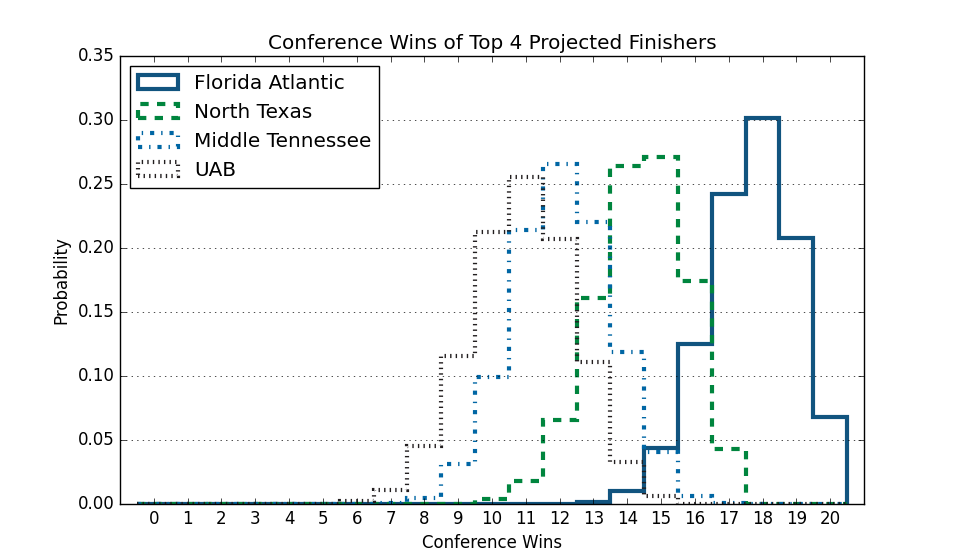 Conference Wins of Top 4 Projected Finishers
0.35
0.30
0.25
0.20
0.15
0.10
0.05
0.00
Probability
Florida Atlantic
North Texas
Middle Tennessee
UAB
0 1 2 3 4 5 6 7 8 9 10 11 12 13 14 15 16 17 18 19 20
Conference Wins